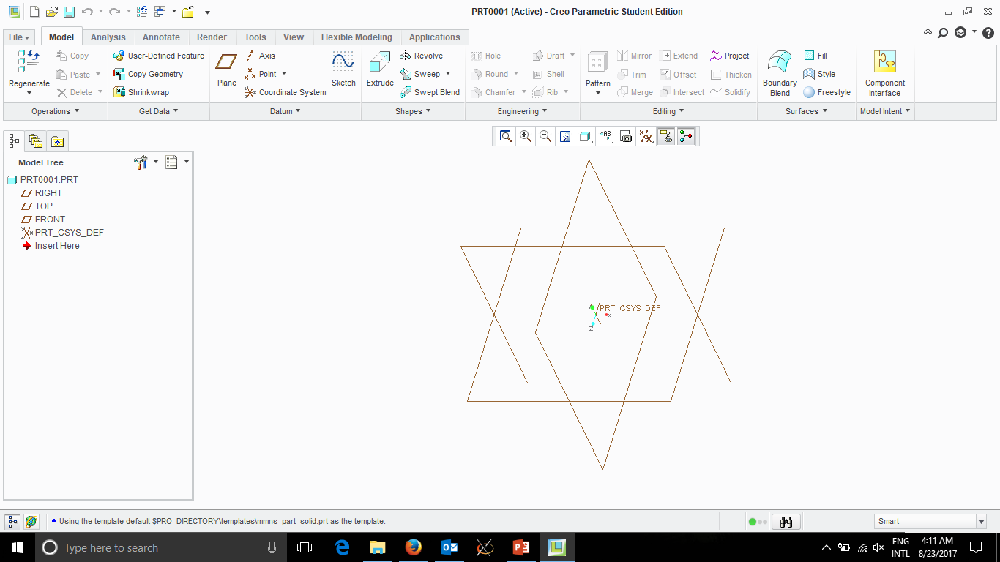 PRT0001 (Active) - Creo Parametric Student Edition
File Model Analysis Annotate Render Tools View Flexible Modeling Applications
Regenerate
Copy
Paste
Delete
Operations
User-Defined Feature
Copy Geometry
Shrinkwrap
Get Data
Plane
Axis
Point
Coordinate System
Sketch
Datum
Extrude
Revolve
Sweep
Swept Blend
Shapes
Hole
Round
Chamfer
Draft
Shell
Rib
Engineering
Pattern
Mirror
Trim
Merge
Extend
Offset
Intersect
Project
Thicken
Solidify
Editing
Boundary
Blend
Fill
Style
Freestyle
Surfaces
Component
Interface
Model Intent
Model Tree
PRT0001.PRT
RIGHT
TOP
FRONT
PRT_CSYS_DEF
Insert Here
PRT_CSYS_DEF
Y
X
Z
Using the template default $PRO_DIRECTORY\templates\mmns_part_solid.prt as the template.
Smart
Type here to search
ENG
INTL
4:11 AM
8/23/2017